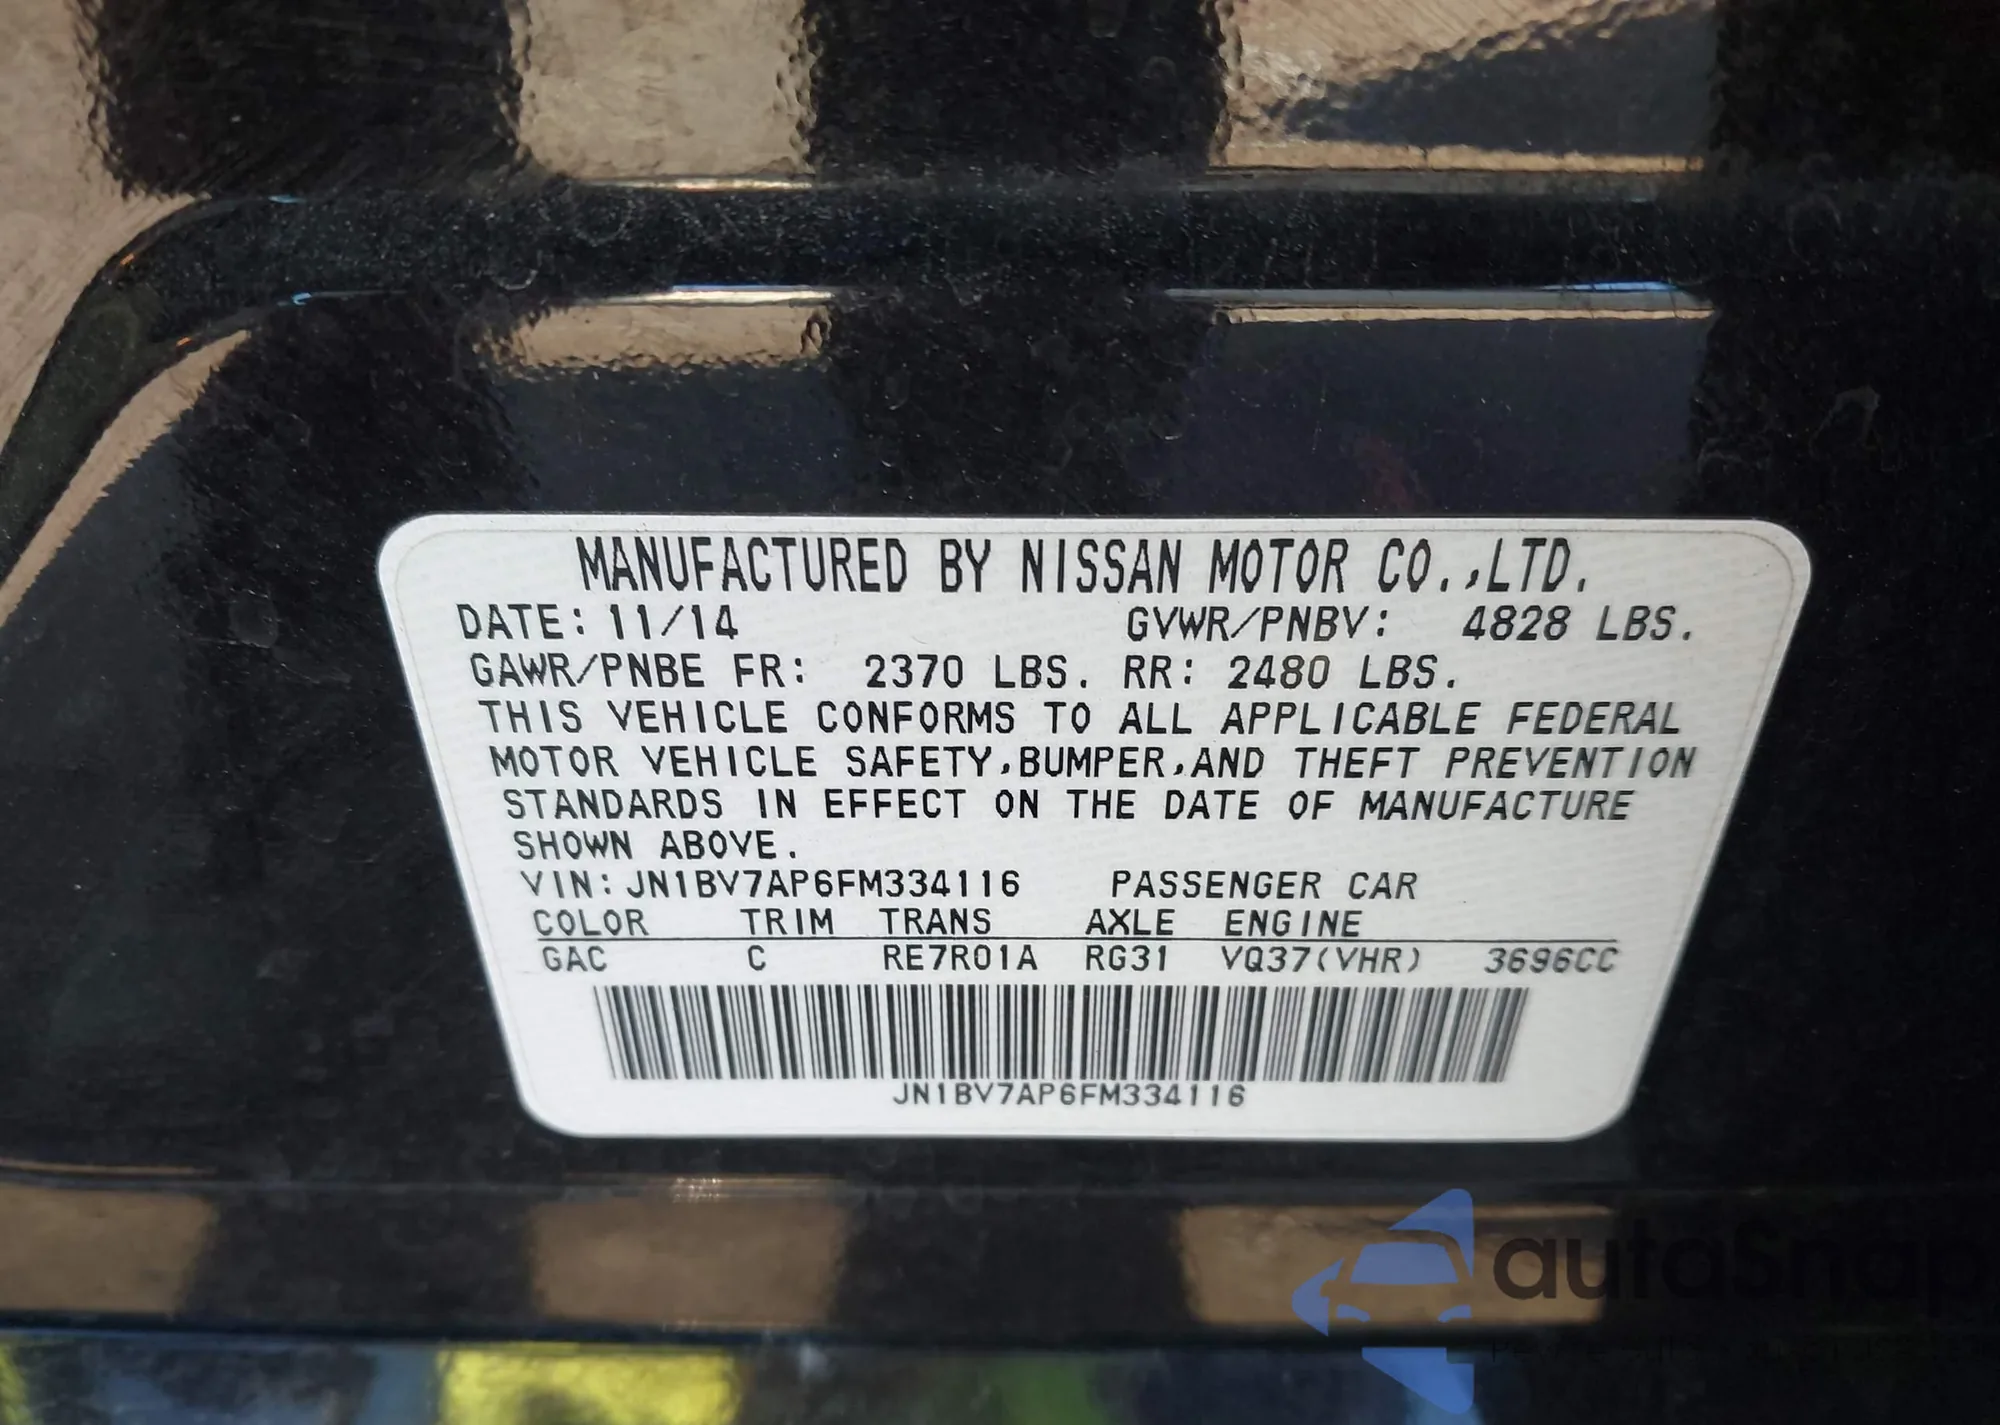 MANUFACTURED BY NISSAN MOTOR CO.,LTD.
DATE: 11/14 GVWR/PNBV: 4828 LBS.
GAWR/PNBE FR: 2370 LBS. RR: 2480 LBS.
THIS VEHICLE CONFORMS TO ALL APPLICABLE FEDERAL
MOTOR VEHICLE SAFETY,BUMPER,AND THEFT PREVENTION
STANDARDS IN EFFECT ON THE DATE OF MANUFACTURE
SHOWN ABOVE.
VIN: JN1BV7AP6FM334116 PASSENGER CAR
COLOR TRIM TRANS AXLE ENGINE
GAC C RE7R01A RG31 VQ37(VHR) 3696CC
JN1BV7AP6FM334116
autoSnap